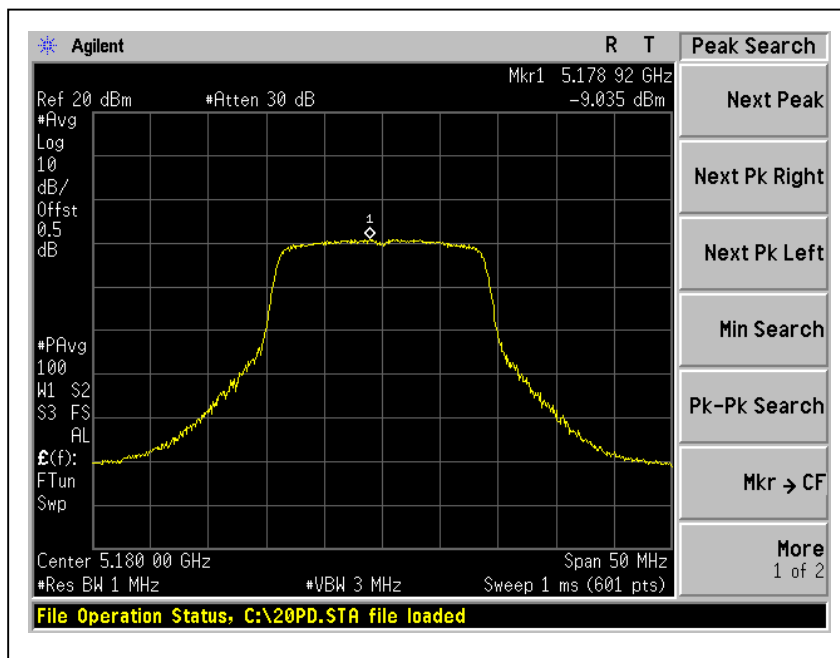 Agilent R T Peak Search
Mkr1 5.178 92 GHz
Ref 20 dBm #Atten 30 dB -9.035 dBm
#Avg
Log
10
dB/
Offst
0.5
dB
1
#PAvg
100
W1 S2
S3 FS
AL
£(f):
FTun
Swp
Center 5.180 00 GHz Span 50 MHz
#Res BW 1 MHz #VBW 3 MHz Sweep 1 ms (601 pts)
File Operation Status, C:\20PD.STA file loaded
Next Peak
Next Pk Right
Next Pk Left
Min Search
Pk-Pk Search
Mkr → CF
More
1 of 2